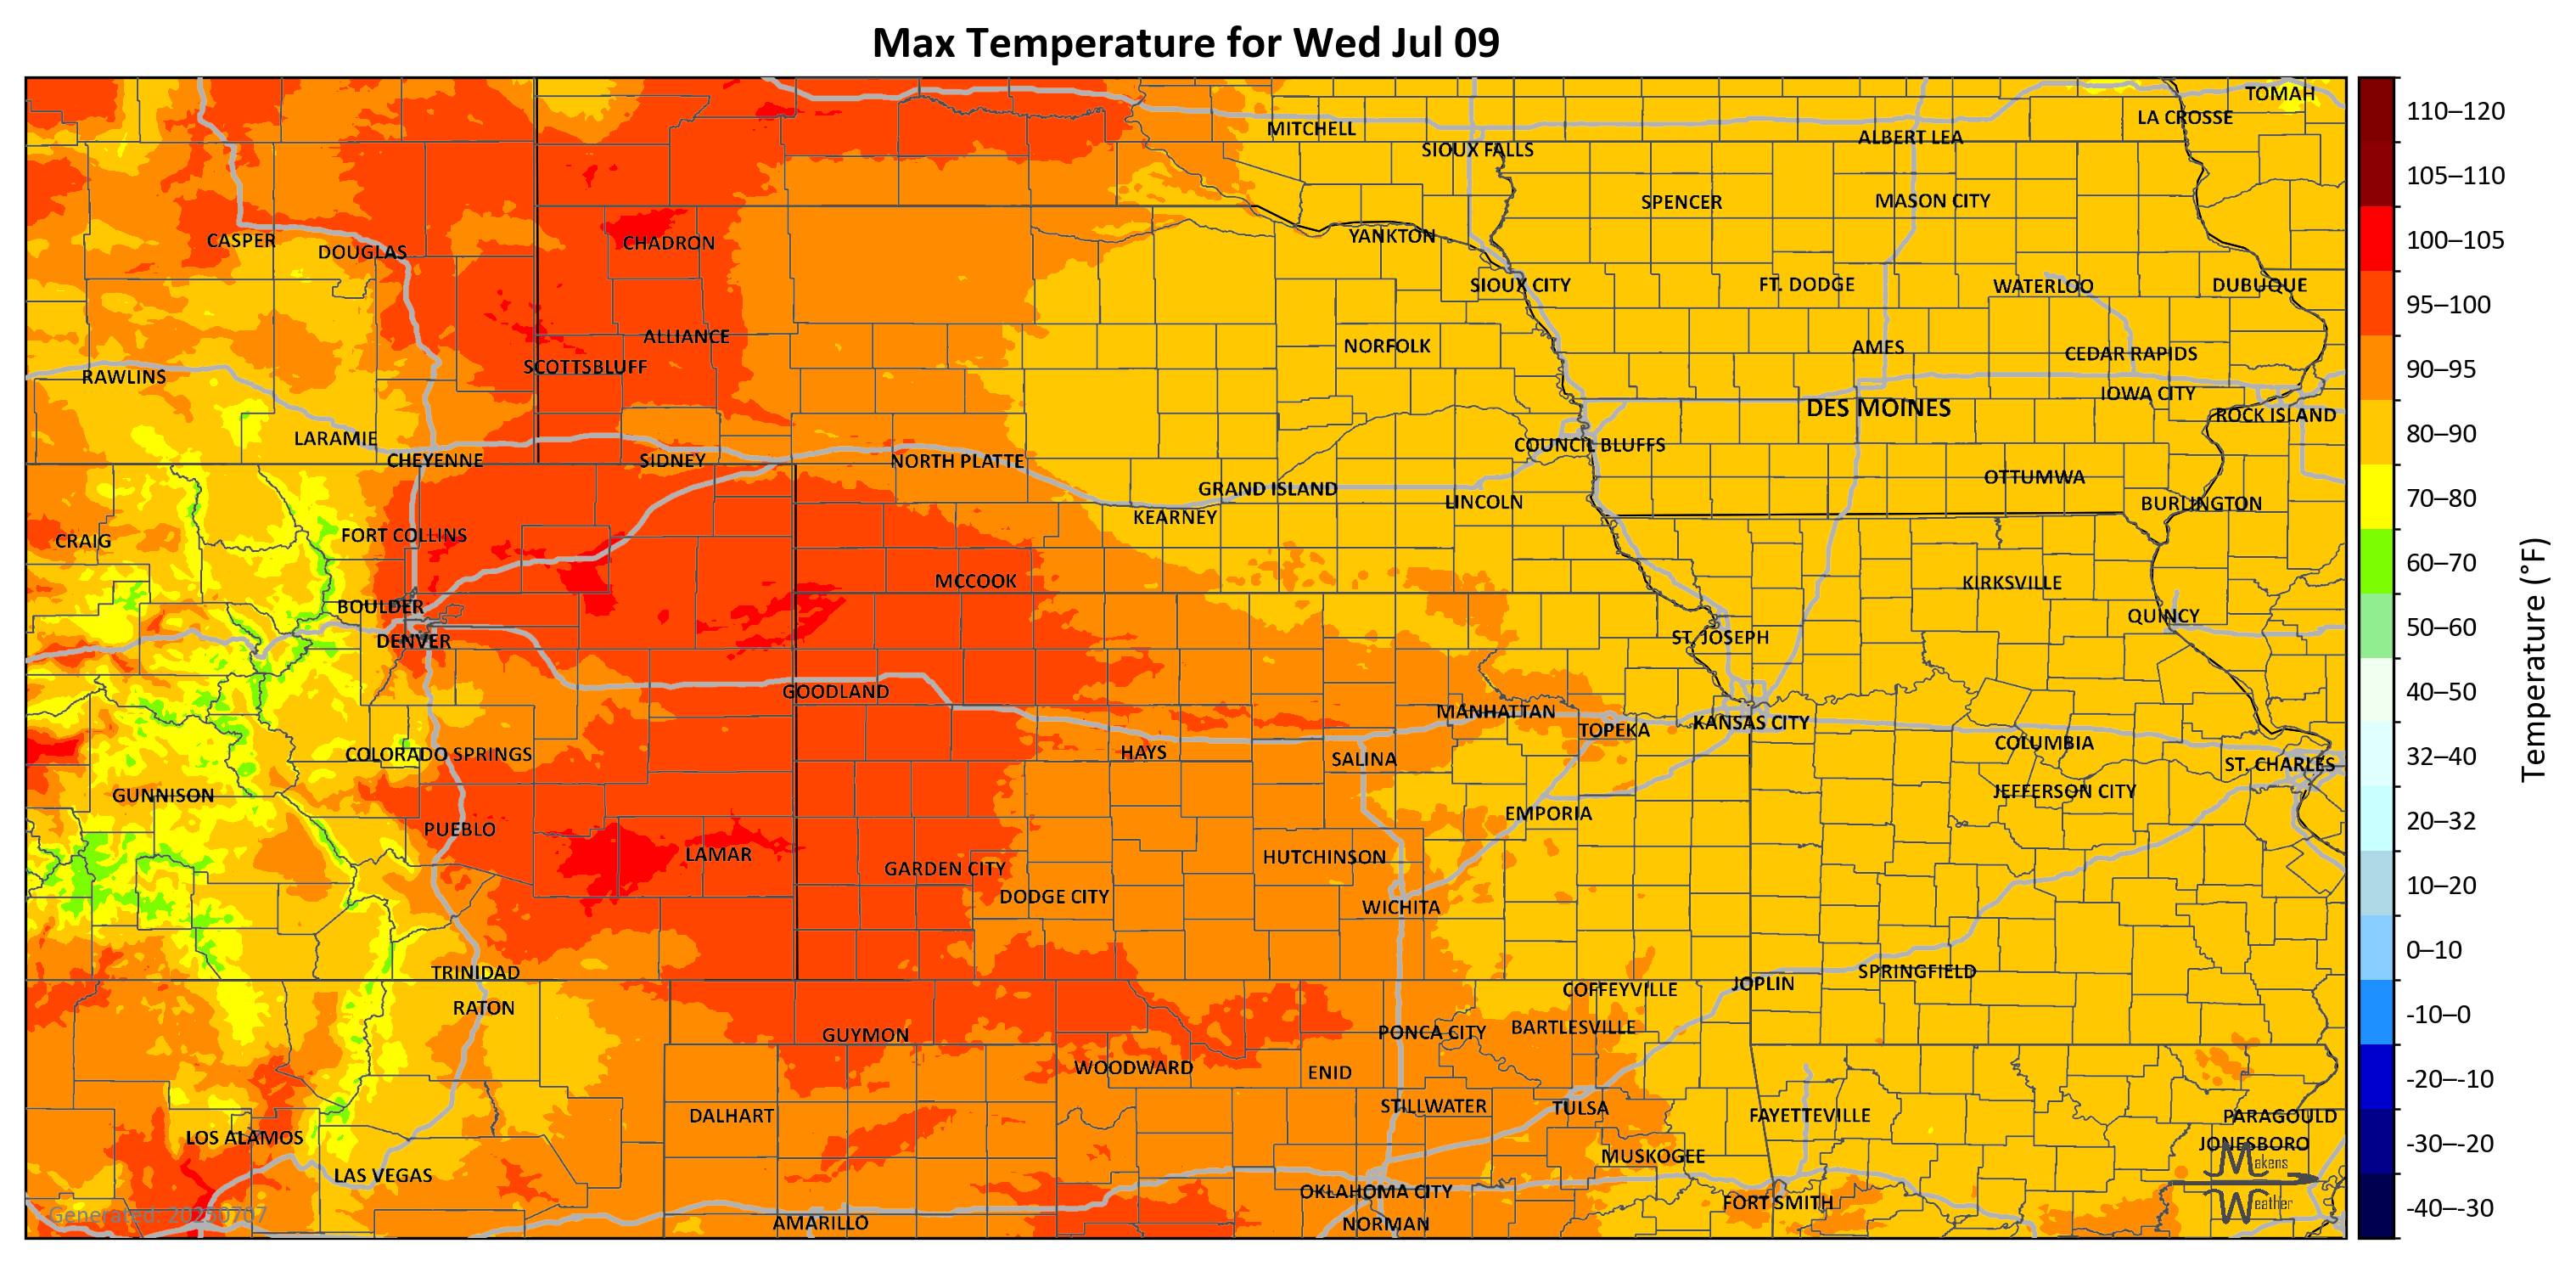 Max Temperature for Wed Jul 09
TOMAH
LA CROSSE
MITCHELL
ALBERT LEA
SIOUX FALLS
SPENCER
MASON CITY
CASPER
DOUGLAS
CHADRON
YANKTON
SIOUX CITY
FT. DODGE
WATERLOO
DUBUQUE
ALLIANCE
NORFOLK
AMES
CEDAR RAPIDS
SCOTTSBLUFF
RAWLINS
IOWA CITY
DES MOINES
ROCK ISLAND
LARAMIE
COUNCIL BLUFFS
CHEYENNE
SIDNEY
NORTH PLATTE
OTTUMWA
GRAND ISLAND
LINCOLN
BURLINGTON
KEARNEY
FORT COLLINS
CRAIG
MCCOOK
KIRKSVILLE
BOULDER
QUINCY
DENVER
ST. JOSEPH
GOODLAND
MANHATTAN
KANSAS CITY
TOPEKA
COLUMBIA
COLORADO SPRINGS
HAYS
SALINA
ST. CHARLES
GUNNISON
JEFFERSON CITY
EMPORIA
PUEBLO
LAMAR
HUTCHINSON
GARDEN CITY
DODGE CITY
WICHITA
TRINIDAD
SPRINGFIELD
JOPLIN
COFFEYVILLE
RATON
GUYMON
PONCA CITY
BARTLESVILLE
WOODWARD
ENID
DALHART
STILLWATER
TULSA
FAYETTEVILLE
PARAGOULD
LOS ALAMOS
JONESBORO
MUSKOGEE
LAS VEGAS
OKLAHOMA CITY
FORT SMITH
AMARILLO
NORMAN
Generated: 20250707
Makens
Weather
110–120
105–110
100–105
95–100
90–95
80–90
70–80
60–70
50–60
40–50
32–40
20–32
10–20
0–10
-10–0
-20–-10
-30–-20
-40–-30
Temperature (°F)